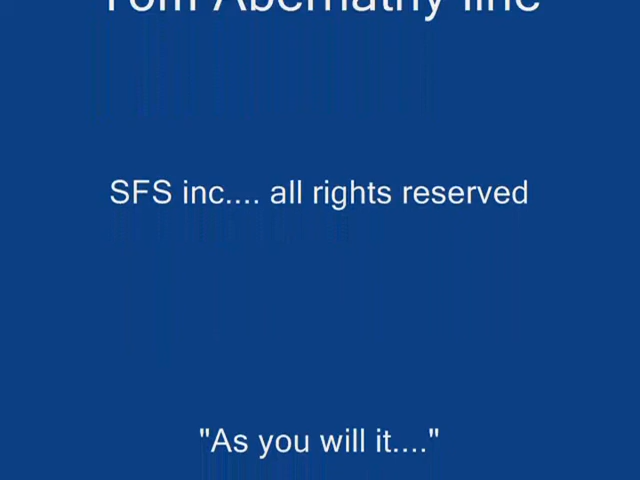 Tom Abernathy line
SFS inc.... all rights reserved
"As you will it...."